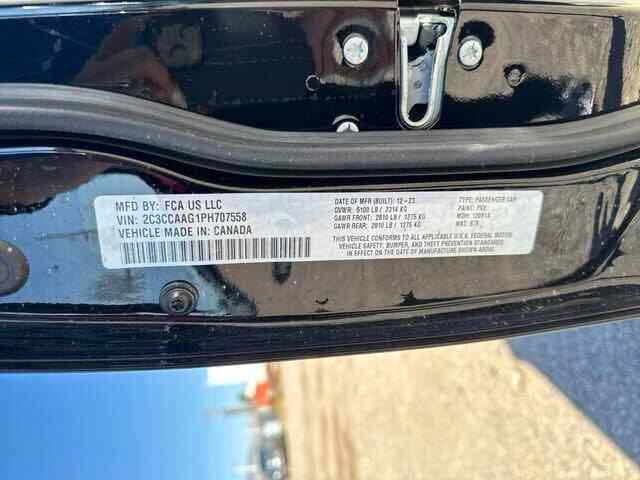 MFD BY: FCA US LLC
VIN: 2C3CCAAG1PH707558
VEHICLE MADE IN: CANADA
DATE OF MFR (BUILT): 12-23
GVWR: 5100 LB / 2314 KG
GAWR FRONT: 2810 LB / 1275 KG
GAWR REAR: 2810 LB / 1275 KG
THIS VEHICLE CONFORMS TO ALL APPLICABLE U.S.A. FEDERAL MOTOR
VEHICLE SAFETY, BUMPER, AND THEFT PREVENTION STANDARDS
IN EFFECT ON THE DATE OF MANUFACTURE SHOWN ABOVE.
TYPE: PASSENGER CAR
PAINT: PX8
MDH: